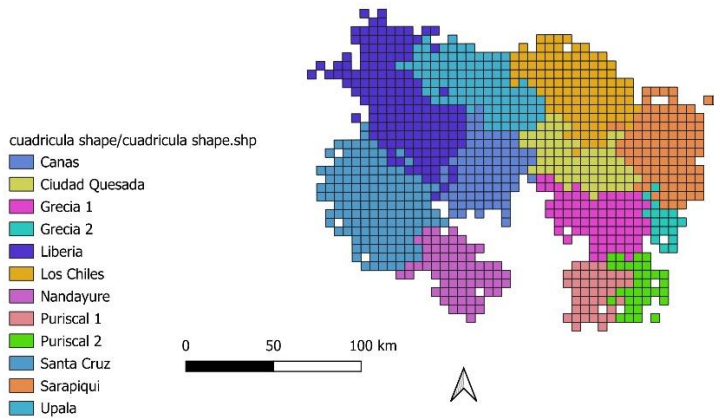 cuadricula shape/cuadricula shape.shp
Canas
Ciudad Quesada
Grecia 1
Grecia 2
Liberia
Los Chiles
Nandayure
Puriscal 1
Puriscal 2
Santa Cruz
Sarapiqui
Upala
0 50 100 km